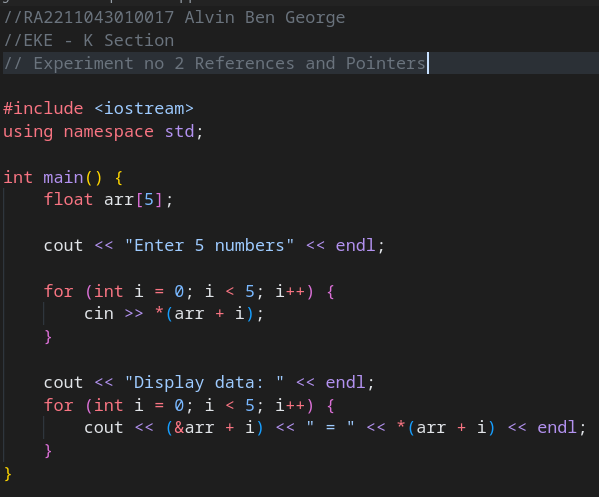 //RA2211043010017 Alvin Ben George
//EKE - K Section
// Experiment no 2 References and Pointers
#include <iostream>
using namespace std;
int main() {
float arr[5];
cout << "Enter 5 numbers" << endl;
for (int i = 0; i < 5; i++) {
cin >> *(arr + i);
}
cout << "Display data: " << endl;
for (int i = 0; i < 5; i++) {
cout << (&arr + i) << " = " << *(arr + i) << endl;
}
}